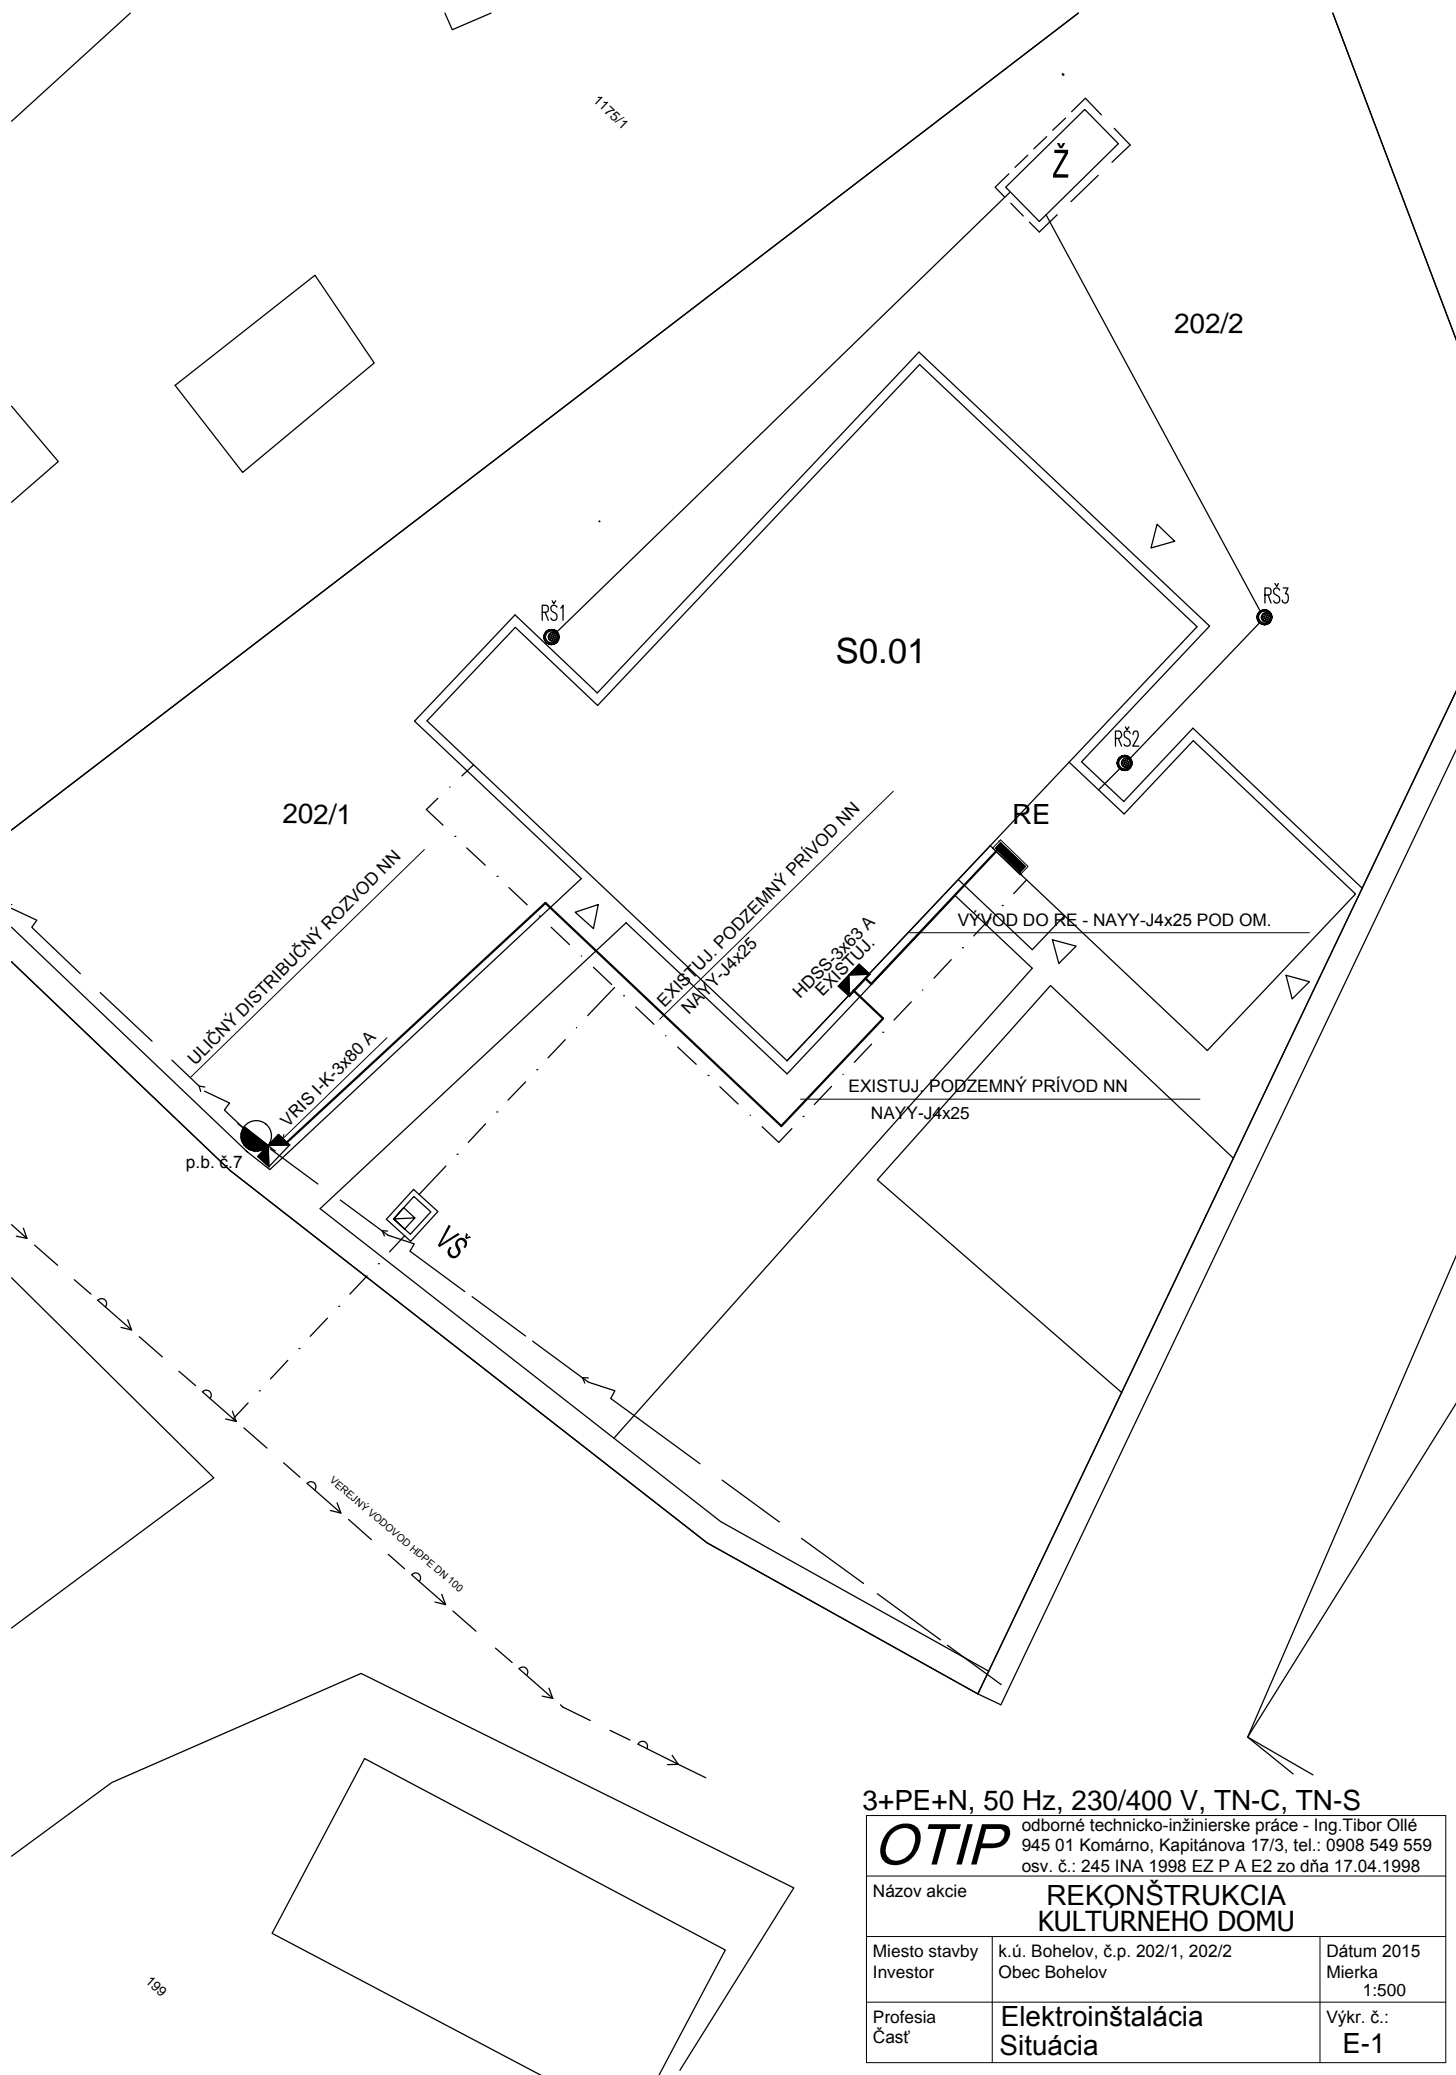 1175/1
Ž
202/2
RŠ1
RŠ3
S0.01
RŠ2
202/1
RE
ULIČNÝ DISTRIBUČNÝ ROZVOD NN
EXISTUJ. PODZEMNÝ PRÍVOD NN
NAYY-J4x25
HDSS-3x63 A
EXISTUJ.
VÝVOD DO RE - NAYY-J4x25 POD OM.
VRIS I-K-3x80 A
EXISTUJ. PODZEMNÝ PRÍVOD NN
NAYY-J4x25
p.b. č.7
VŠ
VEREJNÝ VODOVOD HDPE DN 100
199
3+PE+N, 50 Hz, 230/400 V, TN-C, TN-S
OTIP
odborné technicko-inžinierske práce - Ing.Tibor Ollé
945 01 Komárno, Kapitánova 17/3, tel.: 0908 549 559
osv. č.: 245 INA 1998 EZ P A E2 zo dňa 17.04.1998
Názov akcie
REKONŠTRUKCIA
KULTÚRNEHO DOMU
Miesto stavby k.ú. Bohelov, č.p. 202/1, 202/2 Dátum 2015
Investor Obec Bohelov Mierka
1:500
Profesia Elektroinštalácia Výkr. č.:
Časť Situácia E-1